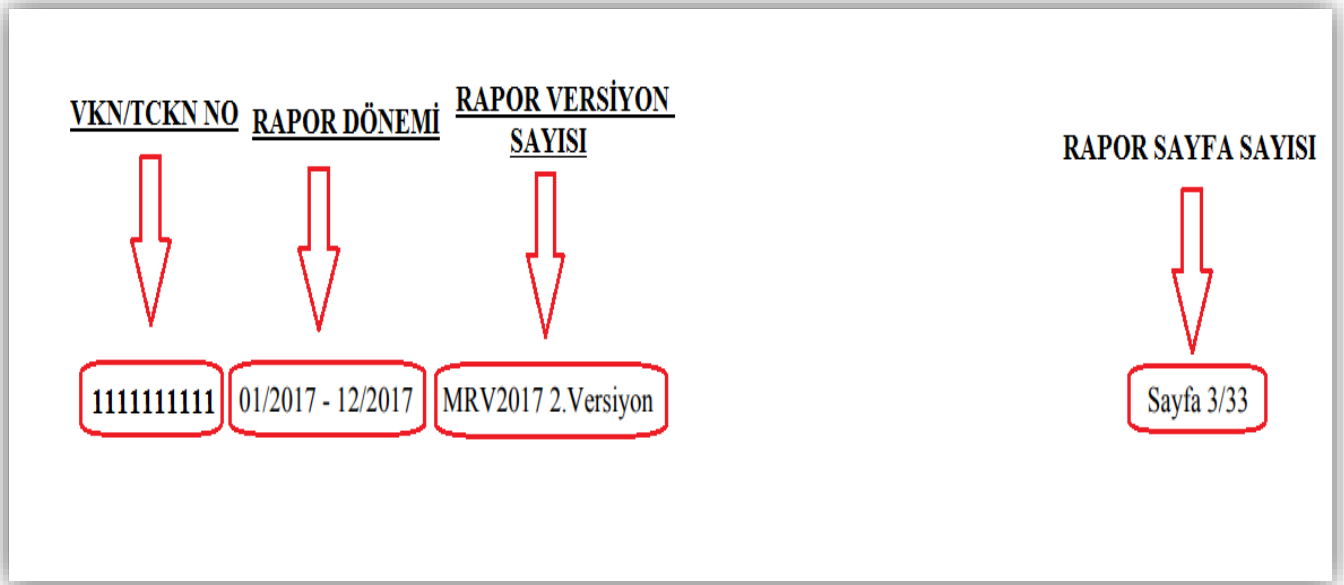 VKN/TCKN NO
RAPOR DÖNEMİ
RAPOR VERSİYON
SAYISI
RAPOR SAYFA SAYISI
1111111111
01/2017 - 12/2017
MRV2017 2.Versiyon
Sayfa 3/33